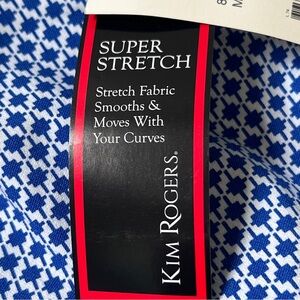 SUPER
STRETCH
Stretch Fabric
Smooths &
Moves With
Your Curves
KIM ROGERS®